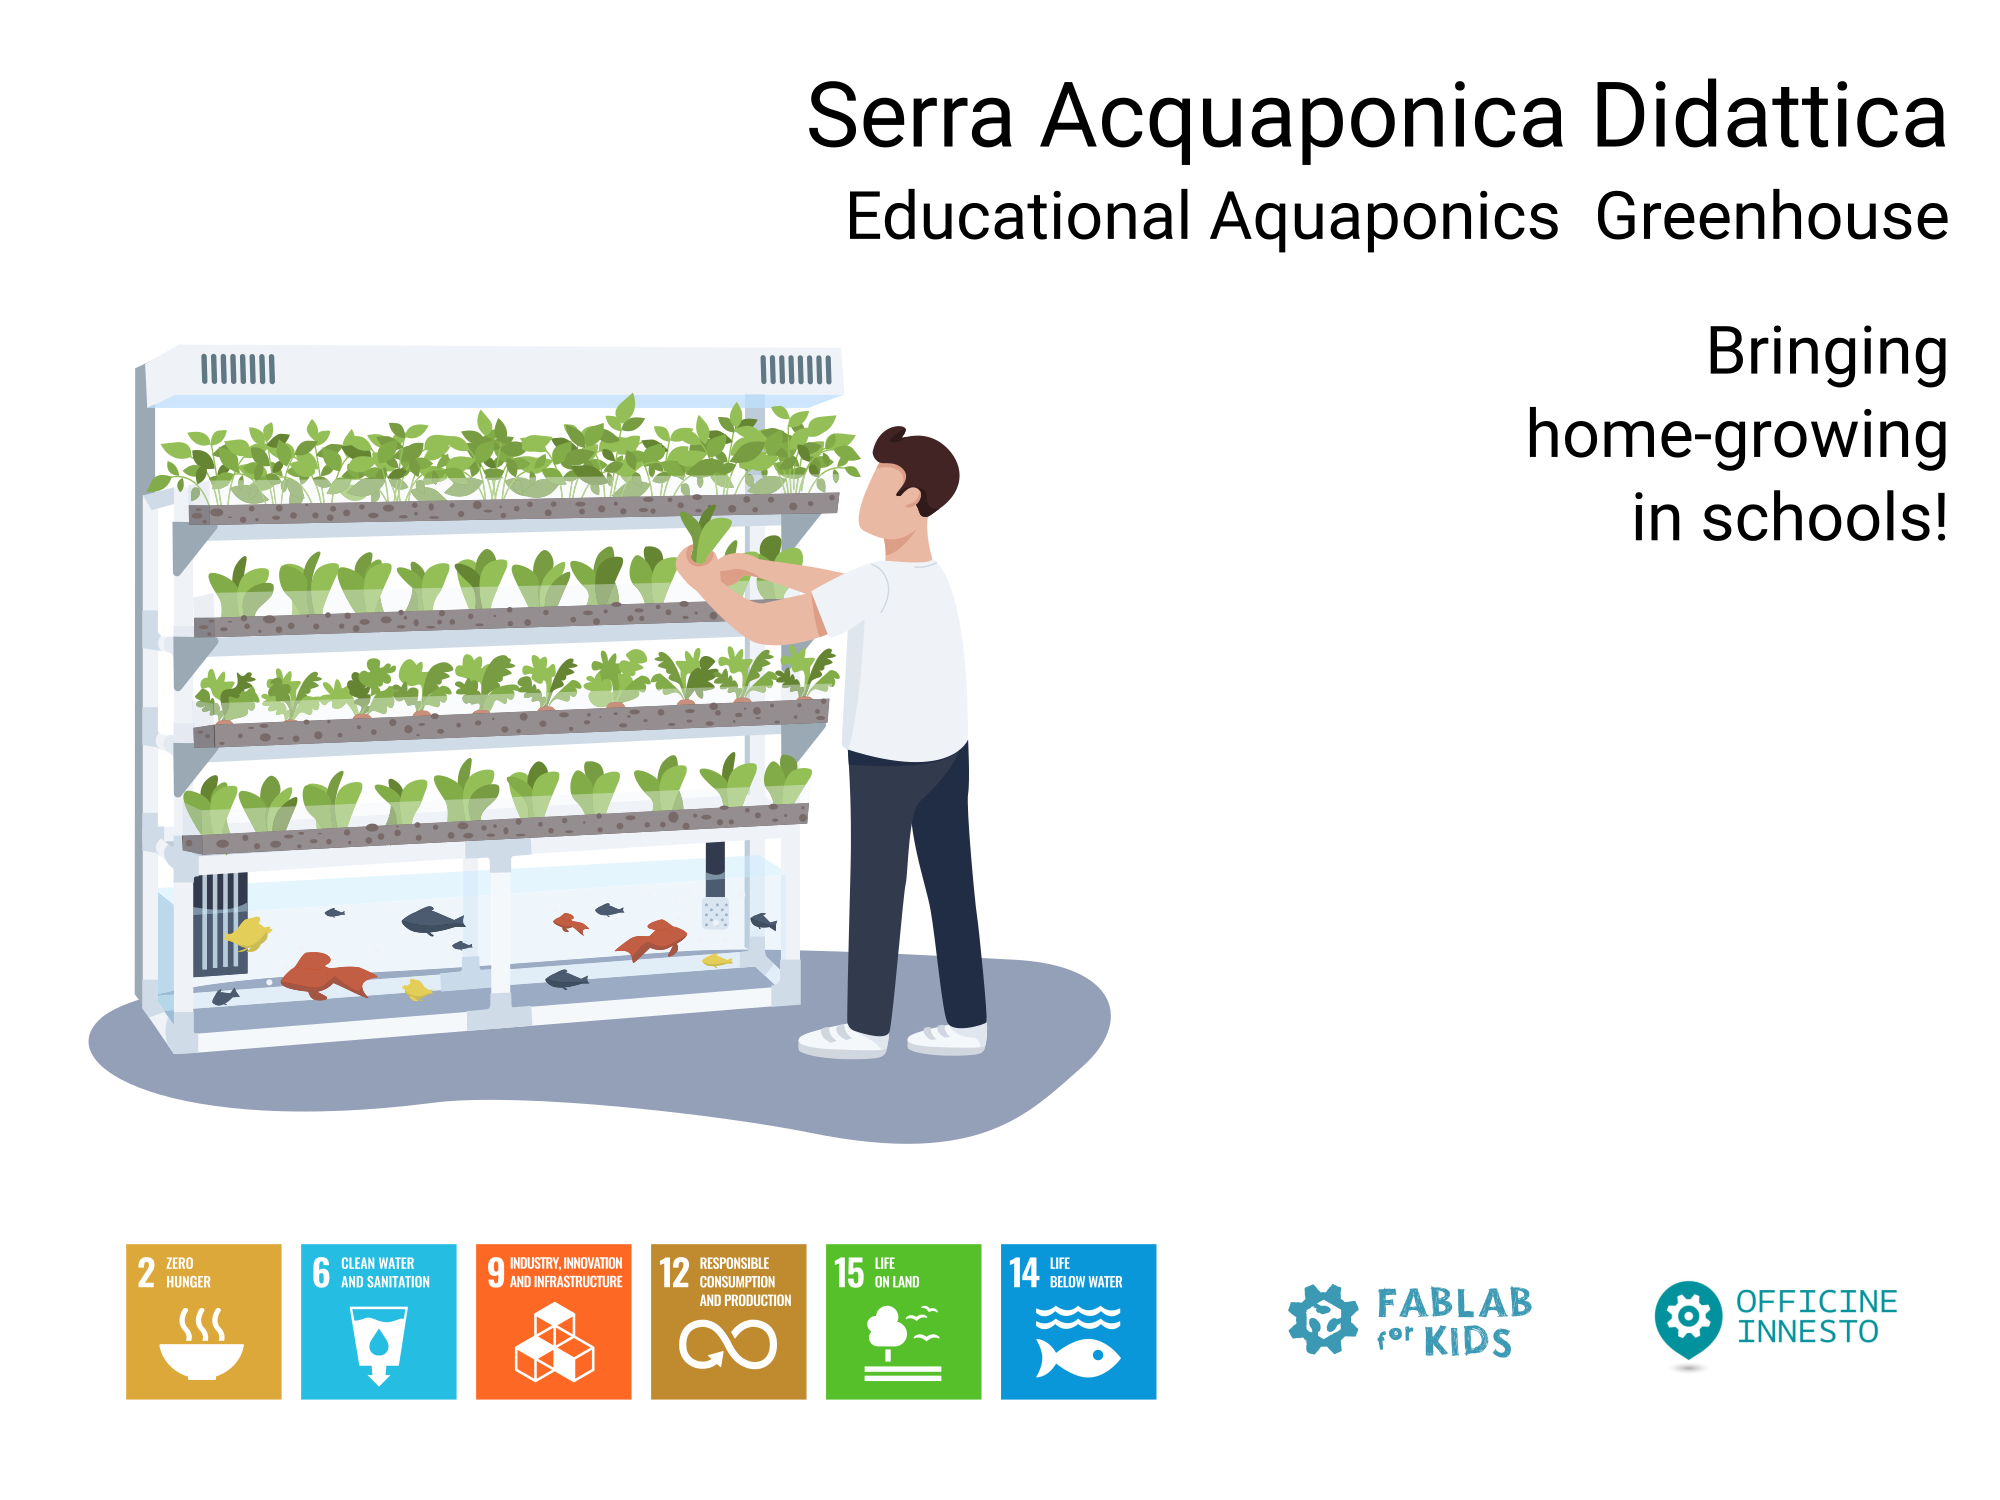 Serra Acquaponica Didattica
Educational Aquaponics Greenhouse
Bringing
home-growing
in schools!
2 ZERO
HUNGER
6 CLEAN WATER
AND SANITATION
9 INDUSTRY, INNOVATION
AND INFRASTRUCTURE
12 RESPONSIBLE
CONSUMPTION
AND PRODUCTION
15 LIFE
ON LAND
14 LIFE
BELOW WATER
FABLAB
for KIDS
OFFICINE
INNESTO